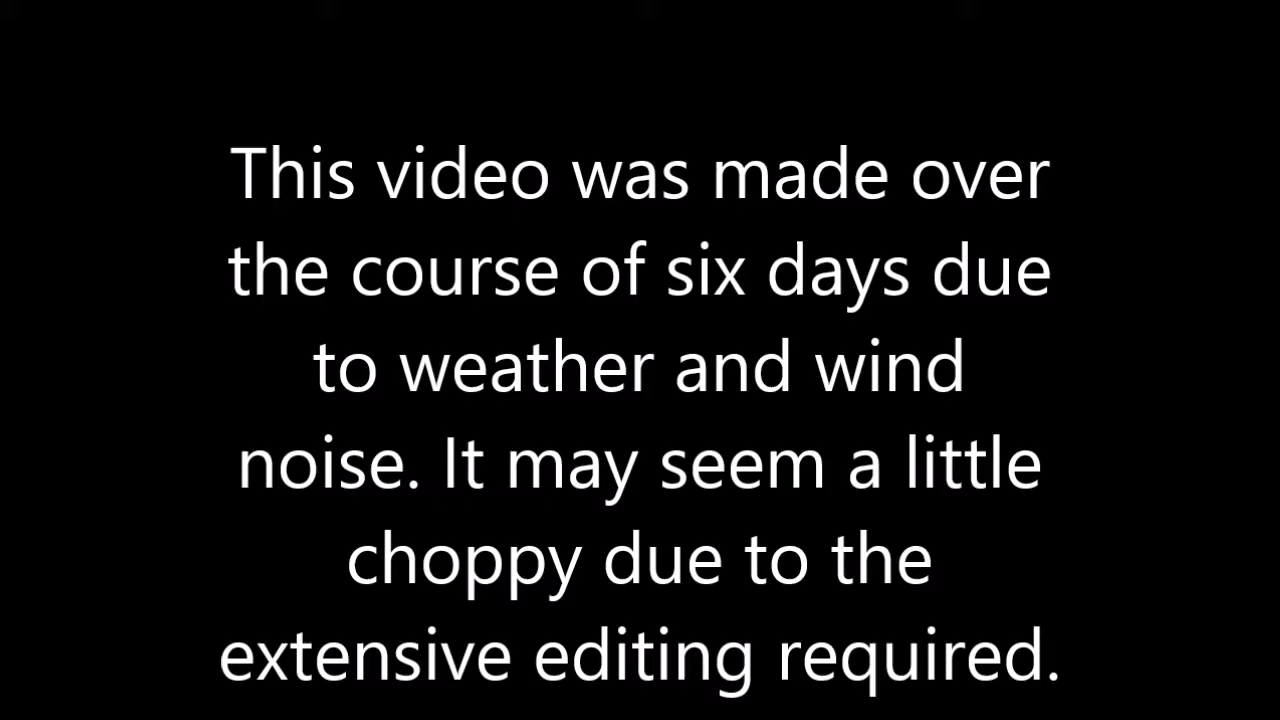 This video was made over
the course of six days due
to weather and wind
noise. It may seem a little
choppy due to the
extensive editing required.